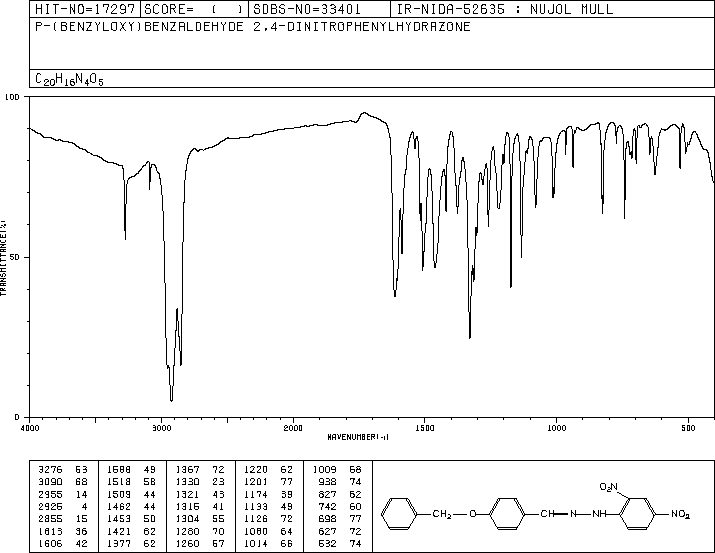 HIT-NO=17297 SCORE= ( ) SDBS-NO=33401 IR-NIDA-52635 : NUJOL MULL
P-(BENZYLOXY)BENZALDEHYDE 2,4-DINITROPHENYLHYDRAZONE
C20H16N4O5
100
50
0
TRANSMITTANCE(%)
4000 3000 2000 1500 1000 500
WAVENUMBER(-1)
3276 53 1588 49 1367 72 1220 62 1009 68
3090 68 1518 58 1330 23 1201 77 938 74
2955 14 1509 44 1321 43 1174 39 827 62
2925 4 1462 44 1315 41 1133 49 742 60
2855 15 1453 50 1304 55 1126 72 698 77
1613 36 1421 62 1280 70 1080 64 627 72
1606 42 1377 62 1260 57 1014 66 532 74
O2N
CH2 O CH N NH NO2